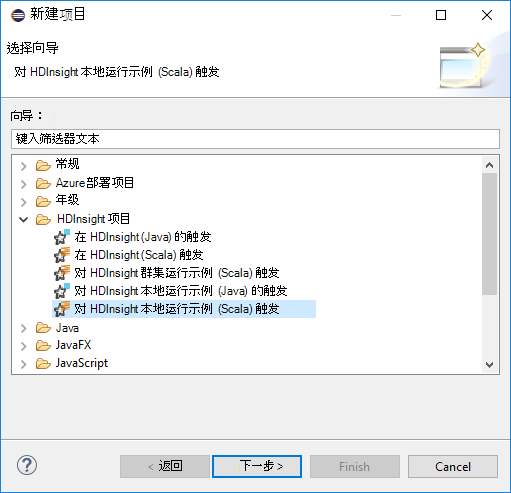 新建项目
选择向导
对 HDInsight 本地运行示例 (Scala) 触发
向导：
键入筛选器文本
常规
Azure部署项目
年级
HDInsight 项目
在 HDInsight (Java) 的触发
在 HDInsight (Scala) 触发
对 HDInsight 群集运行示例 (Scala) 触发
对 HDInsight 本地运行示例 (Java) 的触发
对 HDInsight 本地运行示例 (Scala) 触发
Java
JavaFX
JavaScript
? < 返回 下一步 > Finish Cancel